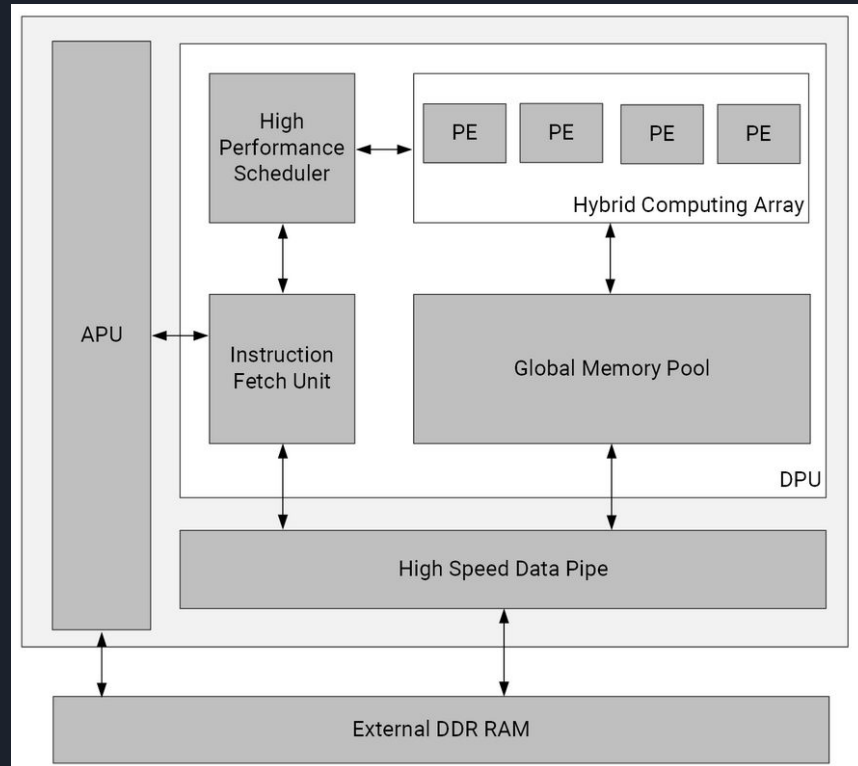 High
Performance
Scheduler
PE
PE
PE
PE
Hybrid Computing Array
APU
Instruction
Fetch Unit
Global Memory Pool
DPU
High Speed Data Pipe
External DDR RAM